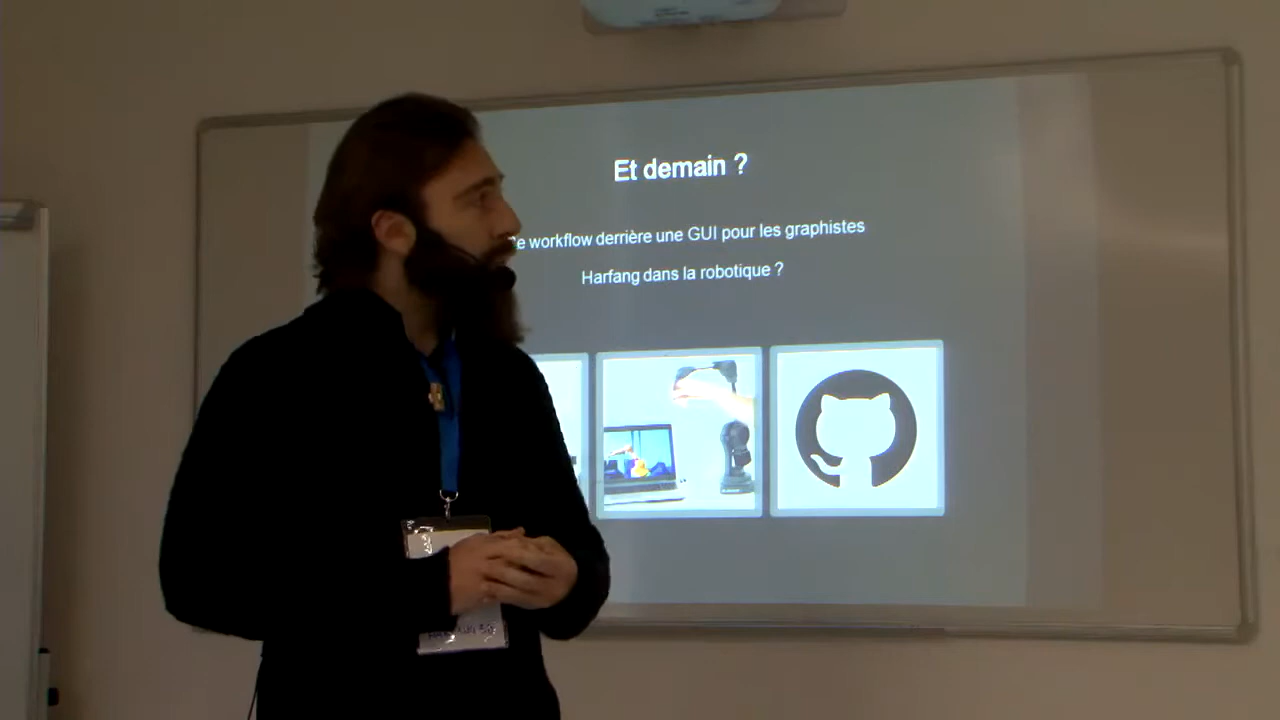 Et demain ?
workflow derrière une GUI pour les graphistes
Harfang dans la robotique ?